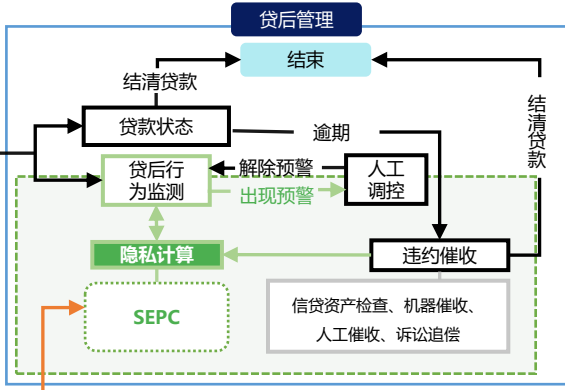 贷后管理
结束
结清贷款
贷款状态
逾期
结清贷款
贷后行
为监测
解除预警
出现预警
人工
调控
隐私计算
违约催收
SEPC
信贷资产检查、机器催收、
人工催收、诉讼追偿